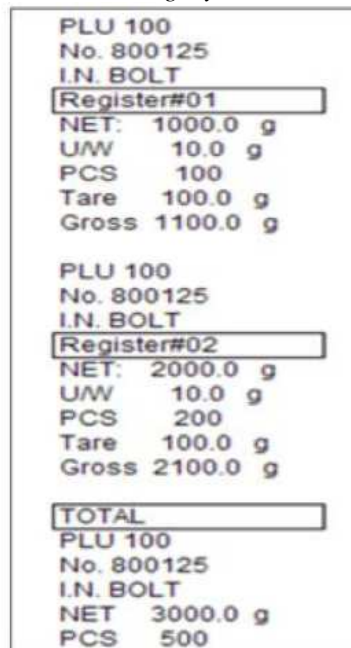 PLU 100
No. 800125
I.N. BOLT
Register#01
NET: 1000.0 g
U/W 10.0 g
PCS 100
Tare 100.0 g
Gross 1100.0 g
PLU 100
No. 800125
I.N. BOLT
Register#02
NET: 2000.0 g
U/W 10.0 g
PCS 200
Tare 100.0 g
Gross 2100.0 g
TOTAL
PLU 100
No. 800125
I.N. BOLT
NET 3000.0 g
PCS 500